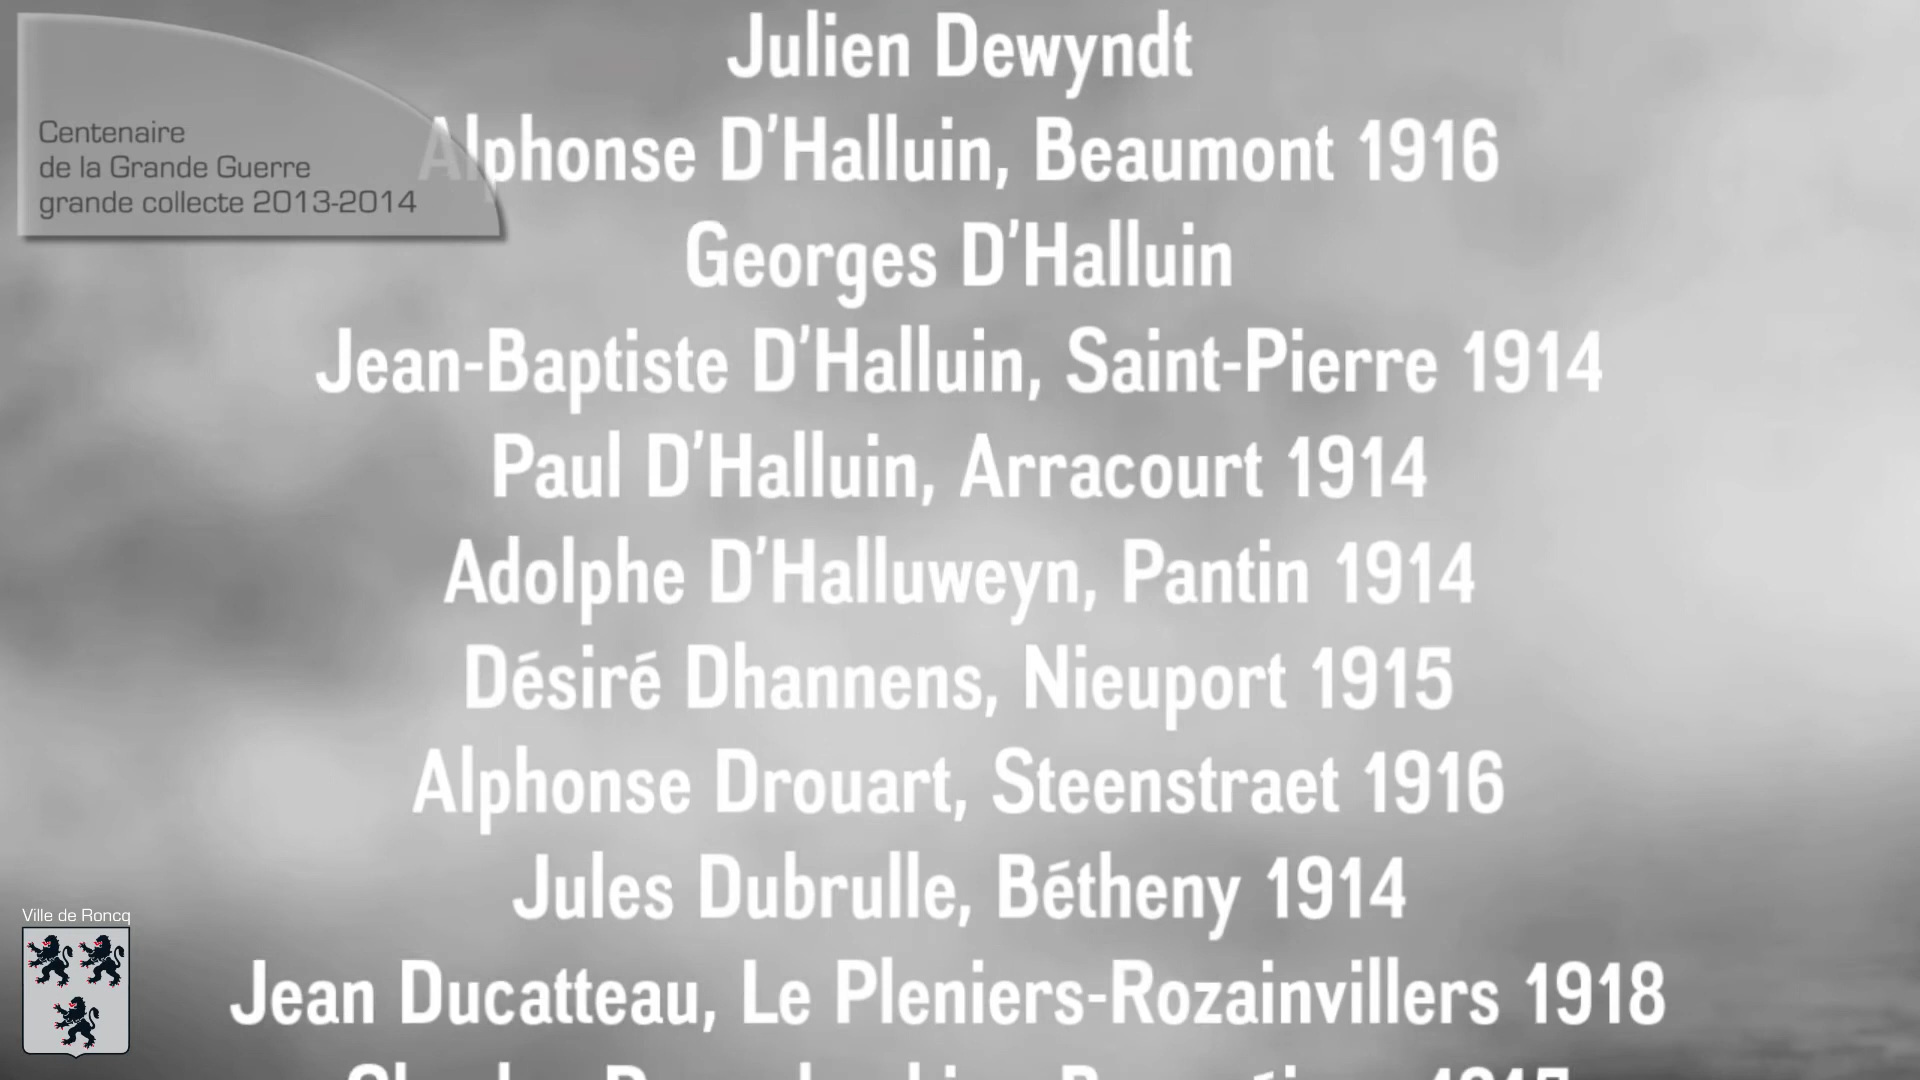 Julien Dewyndt
Centenaire
de la Grande Guerre
grande collecte 2013-2014
Alphonse D'Halluin, Beaumont 1916
Georges D'Halluin
Jean-Baptiste D'Halluin, Saint-Pierre 1914
Paul D'Halluin, Arracourt 1914
Adolphe D'Halluweyn, Pantin 1914
Désiré Dhannens, Nieuport 1915
Alphonse Drouart, Steenstraet 1916
Jules Dubrulle, Bétheny 1914
Ville de Roncq
Jean Ducatteau, Le Pleniers-Rozainvillers 1918